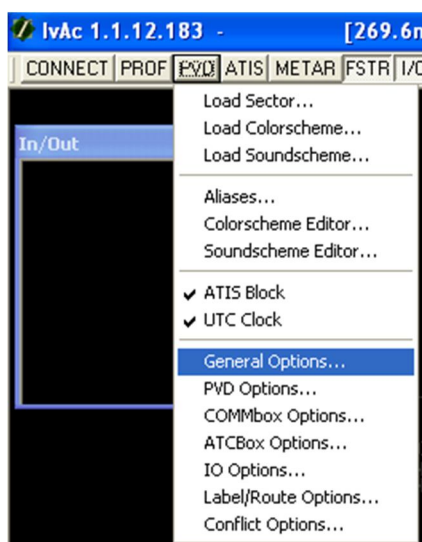 IvAc 1.1.12.183 - [269.6n
CONNECT PROF PVD ATIS METAR FSTR I/O
In/Out
Load Sector...
Load Colorscheme...
Load Soundscheme...
Aliases...
Colorscheme Editor...
Soundscheme Editor...
ATIS Block
UTC Clock
General Options...
PVD Options...
COMMbox Options...
ATCBox Options...
IO Options...
Label/Route Options...
Conflict Options...